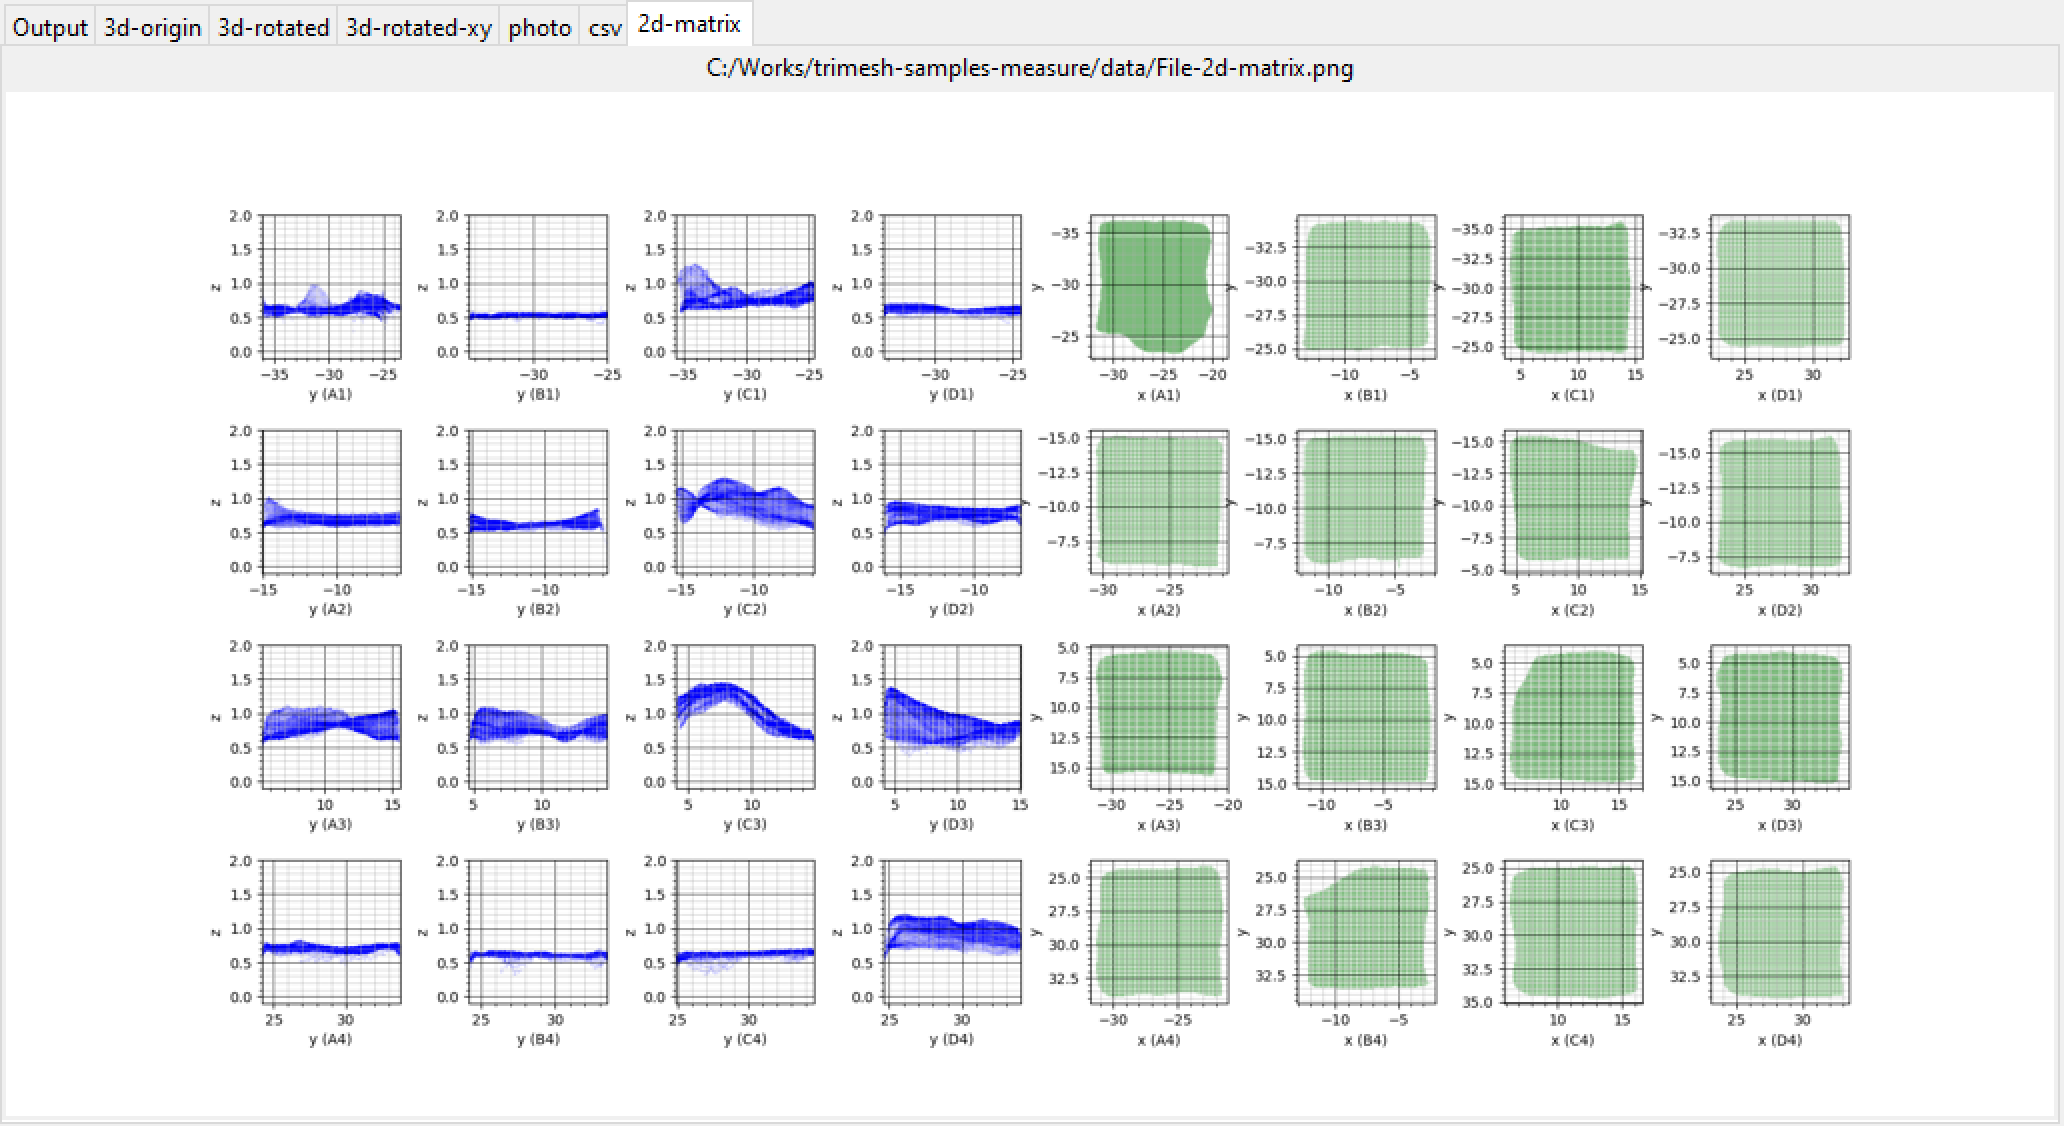 Output 3d-origin 3d-rotated 3d-rotated-xy photo csv 2d-matrix
C:/Works/trimesh-samples-measure/data/File-2d-matrix.png
2.0 2.0 2.0 2.0
−35 −32.5 −35.0 −32.5
1.5 1.5 1.5 1.5
−32.5
1.0 1.0 1.0 1.0
−30 −30.0 −30.0 −30.0
z z z z y y y y
0.5 0.5 0.5 0.5
−27.5 −27.5 −27.5
−25 −25.0 −25.0 −25.0
0.0 0.0 0.0 0.0
−35 −30 −25 −30 −25 −35 −30 −25 −30 −25 −30 −25 −20 −10 −5 5 10 15 25 30
y (A1) y (B1) y (C1) y (D1) x (A1) x (B1) x (C1) x (D1)
2.0 2.0 2.0 2.0 −15.0 −15.0 −15.0 −15.0
1.5 1.5 1.5 1.5 −12.5 −12.5 −12.5 −12.5
1.0 1.0 1.0 1.0 −10.0 −10.0 −10.0 −10.0
z z z z y y y y
0.5 0.5 0.5 0.5 −7.5 −7.5 −7.5 −7.5
0.0 0.0 0.0 0.0 −5.0
−15 −10 −15 −10 −15 −10 −15 −10 −30 −25 −10 −5 5 10 15 25 30
y (A2) y (B2) y (C2) y (D2) x (A2) x (B2) x (C2) x (D2)
2.0 2.0 2.0 2.0 5.0 5.0 5.0 5.0
1.5 1.5 1.5 1.5 7.5 7.5 7.5 7.5
1.0 1.0 1.0 1.0 10.0 10.0 10.0 10.0
z z z z y y y y
0.5 0.5 0.5 0.5 12.5 12.5 12.5 12.5
0.0 0.0 0.0 0.0 15.0 15.0 15.0 15.0
10 15 5 10 5 10 5 10 15 −30 −25 −20 −10 −5 10 15 25 30
y (A3) y (B3) y (C3) y (D3) x (A3) x (B3) x (C3) x (D3)
2.0 2.0 2.0 2.0 25.0 25.0 25.0 25.0
1.5 1.5 1.5 1.5 27.5 27.5 27.5 27.5
1.0 1.0 1.0 1.0 30.0 30.0 30.0 30.0
z z z z y y y y
0.5 0.5 0.5 0.5 32.5 32.5 32.5 32.5
0.0 0.0 0.0 0.0 35.0
25 30 25 30 25 30 25 30 −30 −25 −10 −5 10 15 25 30
y (A4) y (B4) y (C4) y (D4) x (A4) x (B4) x (C4) x (D4)